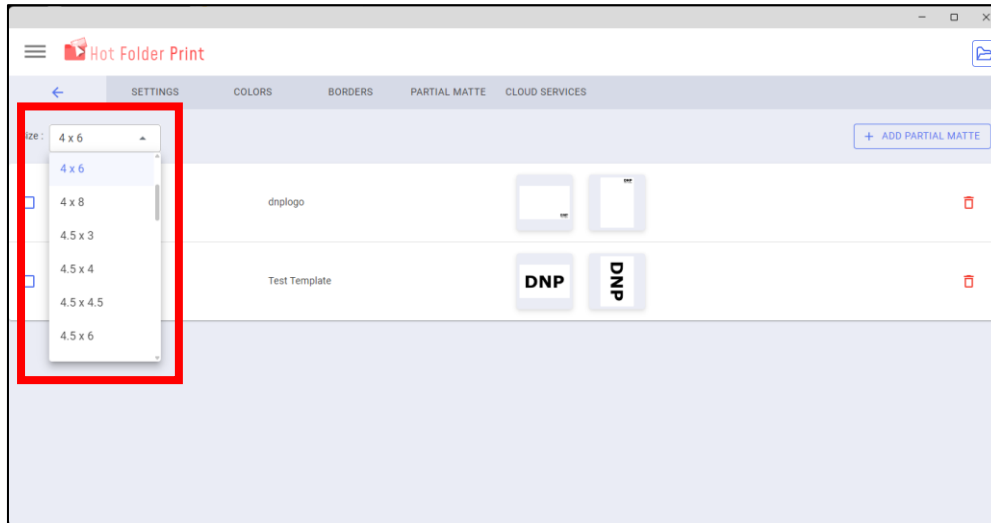 Hot Folder Print
SETTINGS COLORS BORDERS PARTIAL MATTE CLOUD SERVICES
ize : 4 x 6
+ ADD PARTIAL MATTE
4 x 6
4 x 8
dnplogo
DNP
4.5 x 3
4.5 x 4
Test Template
DNP
DNP
4.5 x 4.5
4.5 x 6